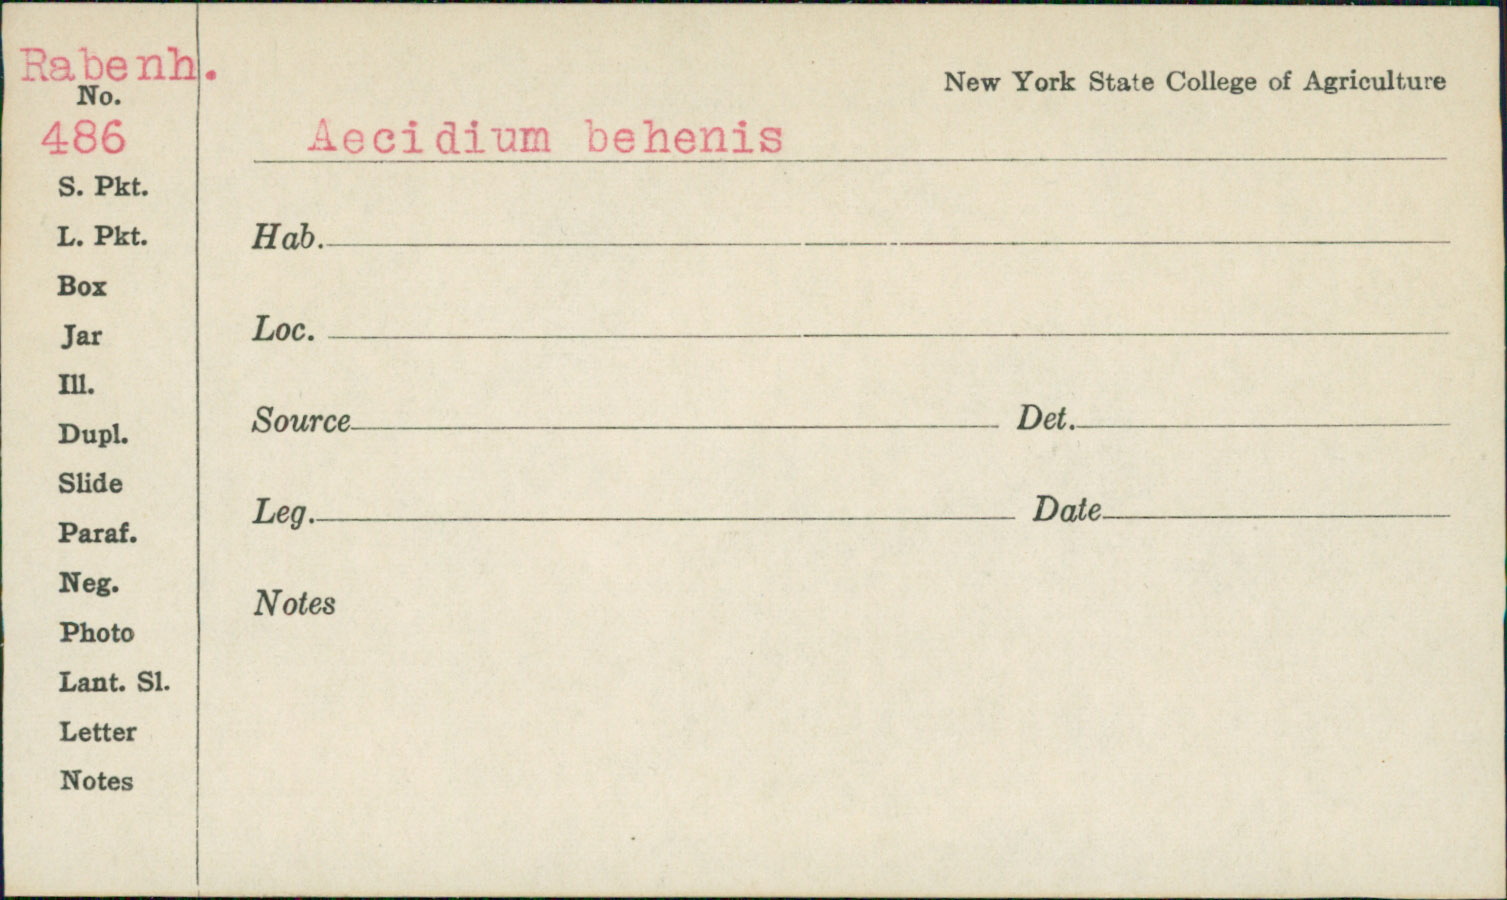 Rabenh.
No.
486
S. Pkt.
L. Pkt.
Box
Jar
Ill.
Dupl.
Slide
Paraf.
Neg.
Photo
Lant. Sl.
Letter
Notes
New York State College of Agriculture
Aecidium behenis
Hab.
Loc.
Source Det.
Leg. Date
Notes